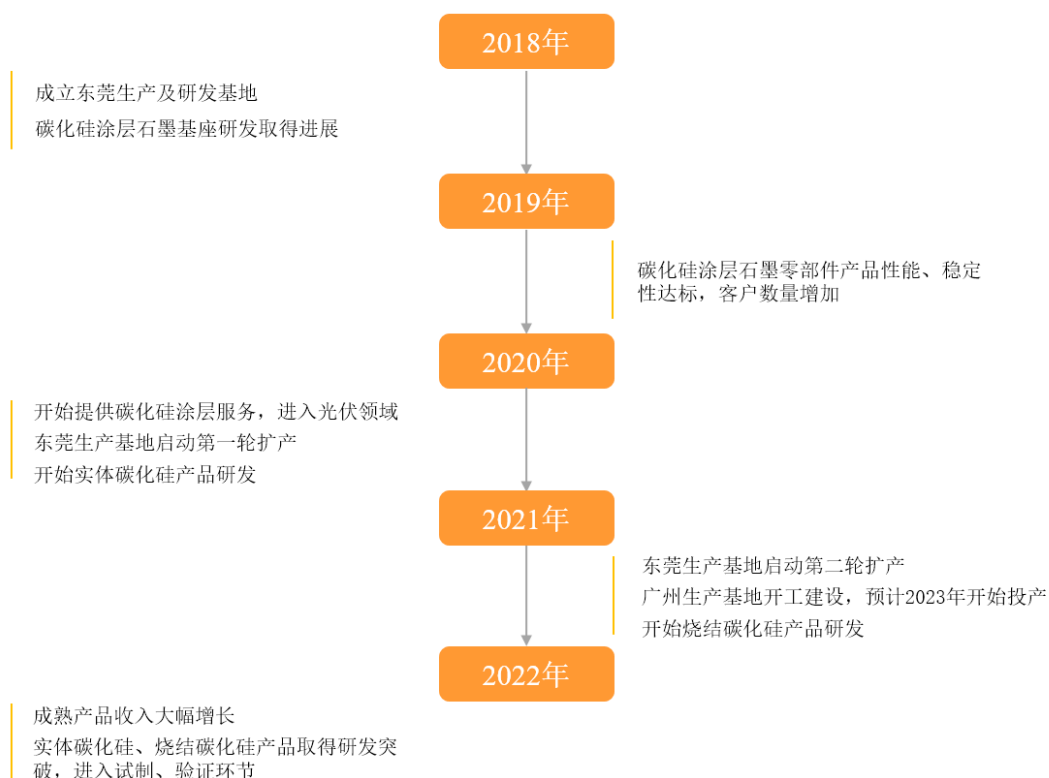 2018年
成立东莞生产及研发基地
碳化硅涂层石墨基座研发取得进展
2019年
碳化硅涂层石墨零部件产品性能、稳定
性达标，客户数量增加
2020年
开始提供碳化硅涂层服务，进入光伏领域
东莞生产基地启动第一轮扩产
开始实体碳化硅产品研发
2021年
东莞生产基地启动第二轮扩产
广州生产基地开工建设，预计2023年开始投产
开始烧结碳化硅产品研发
2022年
成熟产品收入大幅增长
实体碳化硅、烧结碳化硅产品取得研发突
破，进入试制、验证环节